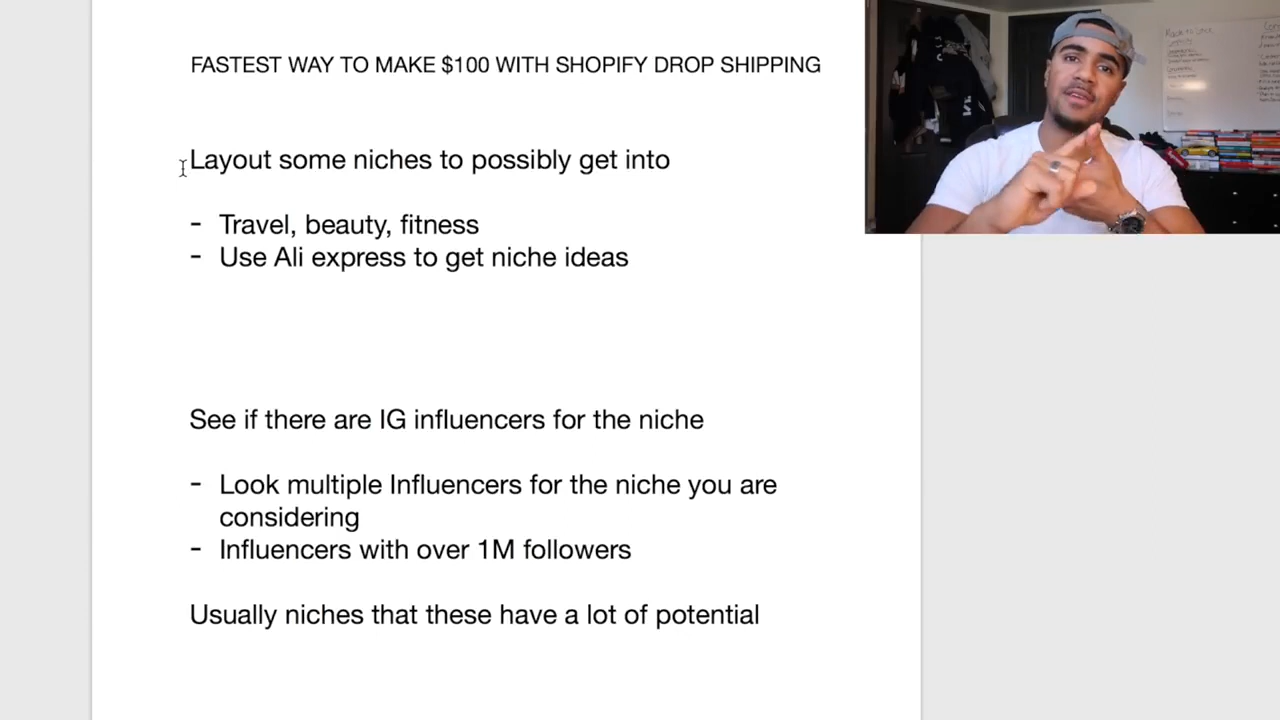 FASTEST WAY TO MAKE $100 WITH SHOPIFY DROP SHIPPING
Layout some niches to possibly get into
- Travel, beauty, fitness
- Use Ali express to get niche ideas
See if there are IG influencers for the niche
- Look multiple Influencers for the niche you are
considering
- Influencers with over 1M followers
Usually niches that these have a lot of potential